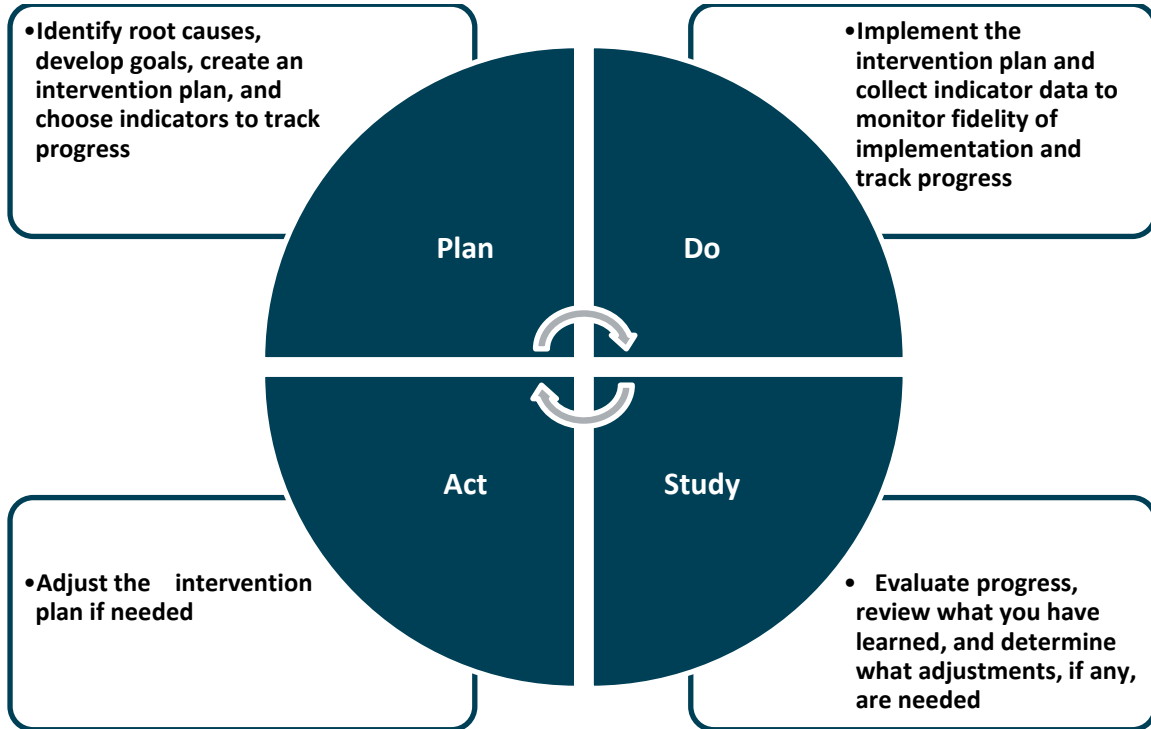 •Identify root causes,
develop goals, create an
intervention plan, and
choose indicators to track
progress
•Implement the
intervention plan and
collect indicator data to
monitor fidelity of
implementation and
track progress
Plan
Do
Act
Study
•Adjust the intervention
plan if needed
• Evaluate progress,
review what you have
learned, and determine
what adjustments, if any,
are needed